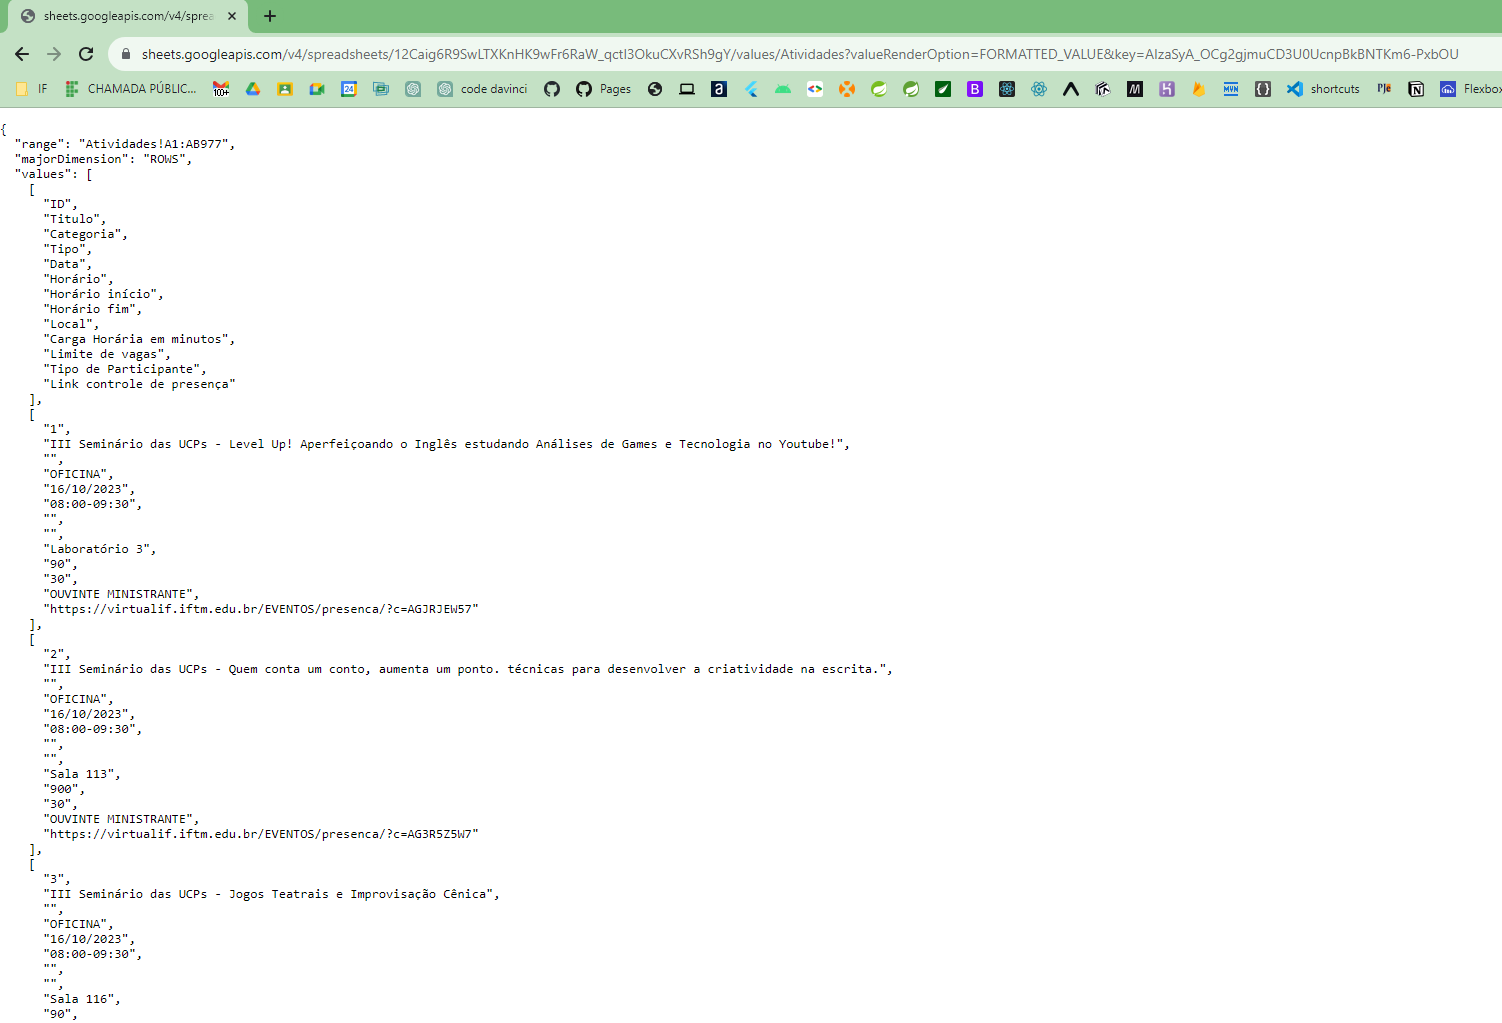 sheets.googleapis.com/v4/sprea
sheets.googleapis.com/v4/spreadsheets/12Caig6R9SwLTXKnHK9wFr6RaW_qctI3OkuCXvRSh9gY/values/Atividades?valueRenderOption=FORMATTED_VALUE&key=AIzaSyA_OCg2gjmuCD3U0UcnpBkBNTKm6-PxbOU
IF CHAMADA PÚBLIC... 100+ 24 code davinci Pages a B M MVN {} shortcuts PJe N Flexbox
{
"range": "Atividades!A1:AB977",
"majorDimension": "ROWS",
"values": [
[
"ID",
"Titulo",
"Categoria",
"Tipo",
"Data",
"Horário",
"Horário início",
"Horário fim",
"Local",
"Carga Horária em minutos",
"Limite de vagas",
"Tipo de Participante",
"Link controle de presença"
],
[
"1",
"III Seminário das UCPs - Level Up! Aperfeiçoando o Inglês estudando Análises de Games e Tecnologia no Youtube!",
"",
"OFICINA",
"16/10/2023",
"08:00-09:30",
"",
"",
"Laboratório 3",
"90",
"30",
"OUVINTE MINISTRANTE",
"https://virtualif.iftm.edu.br/EVENTOS/presenca/?c=AGJRJEW57"
],
[
"2",
"III Seminário das UCPs - Quem conta um conto, aumenta um ponto. técnicas para desenvolver a criatividade na escrita.",
"",
"OFICINA",
"16/10/2023",
"08:00-09:30",
"",
"",
"Sala 113",
"900",
"30",
"OUVINTE MINISTRANTE",
"https://virtualif.iftm.edu.br/EVENTOS/presenca/?c=AG3R5Z5W7"
],
[
"3",
"III Seminário das UCPs - Jogos Teatrais e Improvisação Cênica",
"",
"OFICINA",
"16/10/2023",
"08:00-09:30",
"",
"",
"Sala 116",
"90",